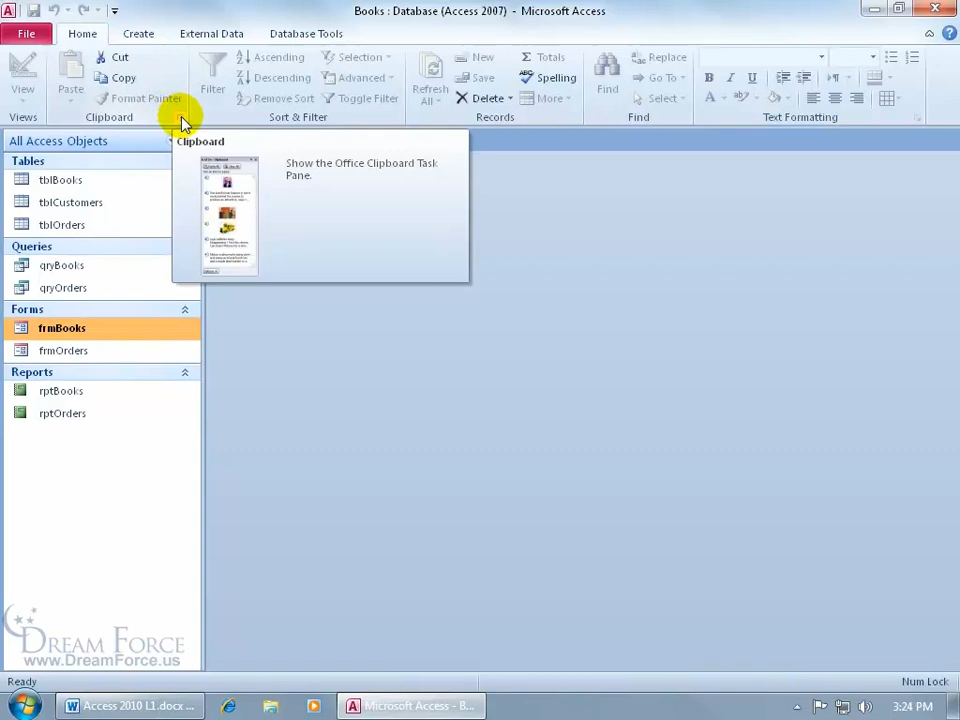 Books : Database (Access 2007) - Microsoft Access
File
Home
Create
External Data
Database Tools
View
Views
Paste
Cut
Copy
Format Painter
Clipboard
Filter
Ascending
Descending
Remove Sort
Selection
Advanced
Toggle Filter
Sort & Filter
Refresh
All
New
Save
Delete
Totals
Spelling
More
Records
Find
Replace
Go To
Select
Find
B I U
A
ab
Text Formatting
All Access Objects
Tables
tblBooks
tblCustomers
tblOrders
Queries
qryBooks
qryOrders
Forms
frmBooks
frmOrders
Reports
rptBooks
rptOrders
Clipboard
Show the Office Clipboard Task
Pane.
DREAM FORCE
www.DreamForce.us
Ready
Num Lock
Access 2010 L1.docx ...
Microsoft Access - B...
3:24 PM